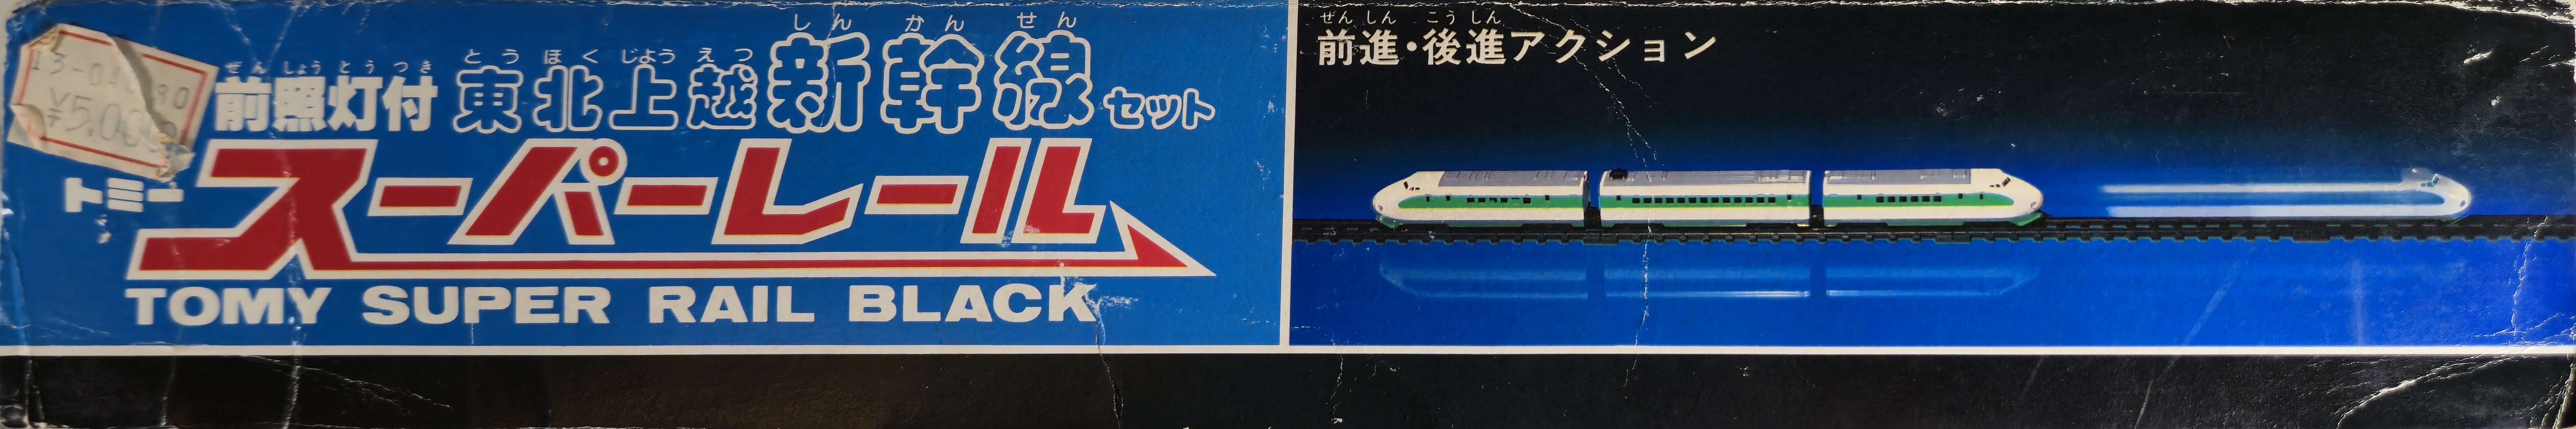 しんかんせん
ぜんしょうとうつき とうほくじょうえつ
前照灯付 東北上越新幹線セット
トミー スーパーレール
TOMY SUPER RAIL BLACK
ぜんしん こうしん
前進・後進アクション